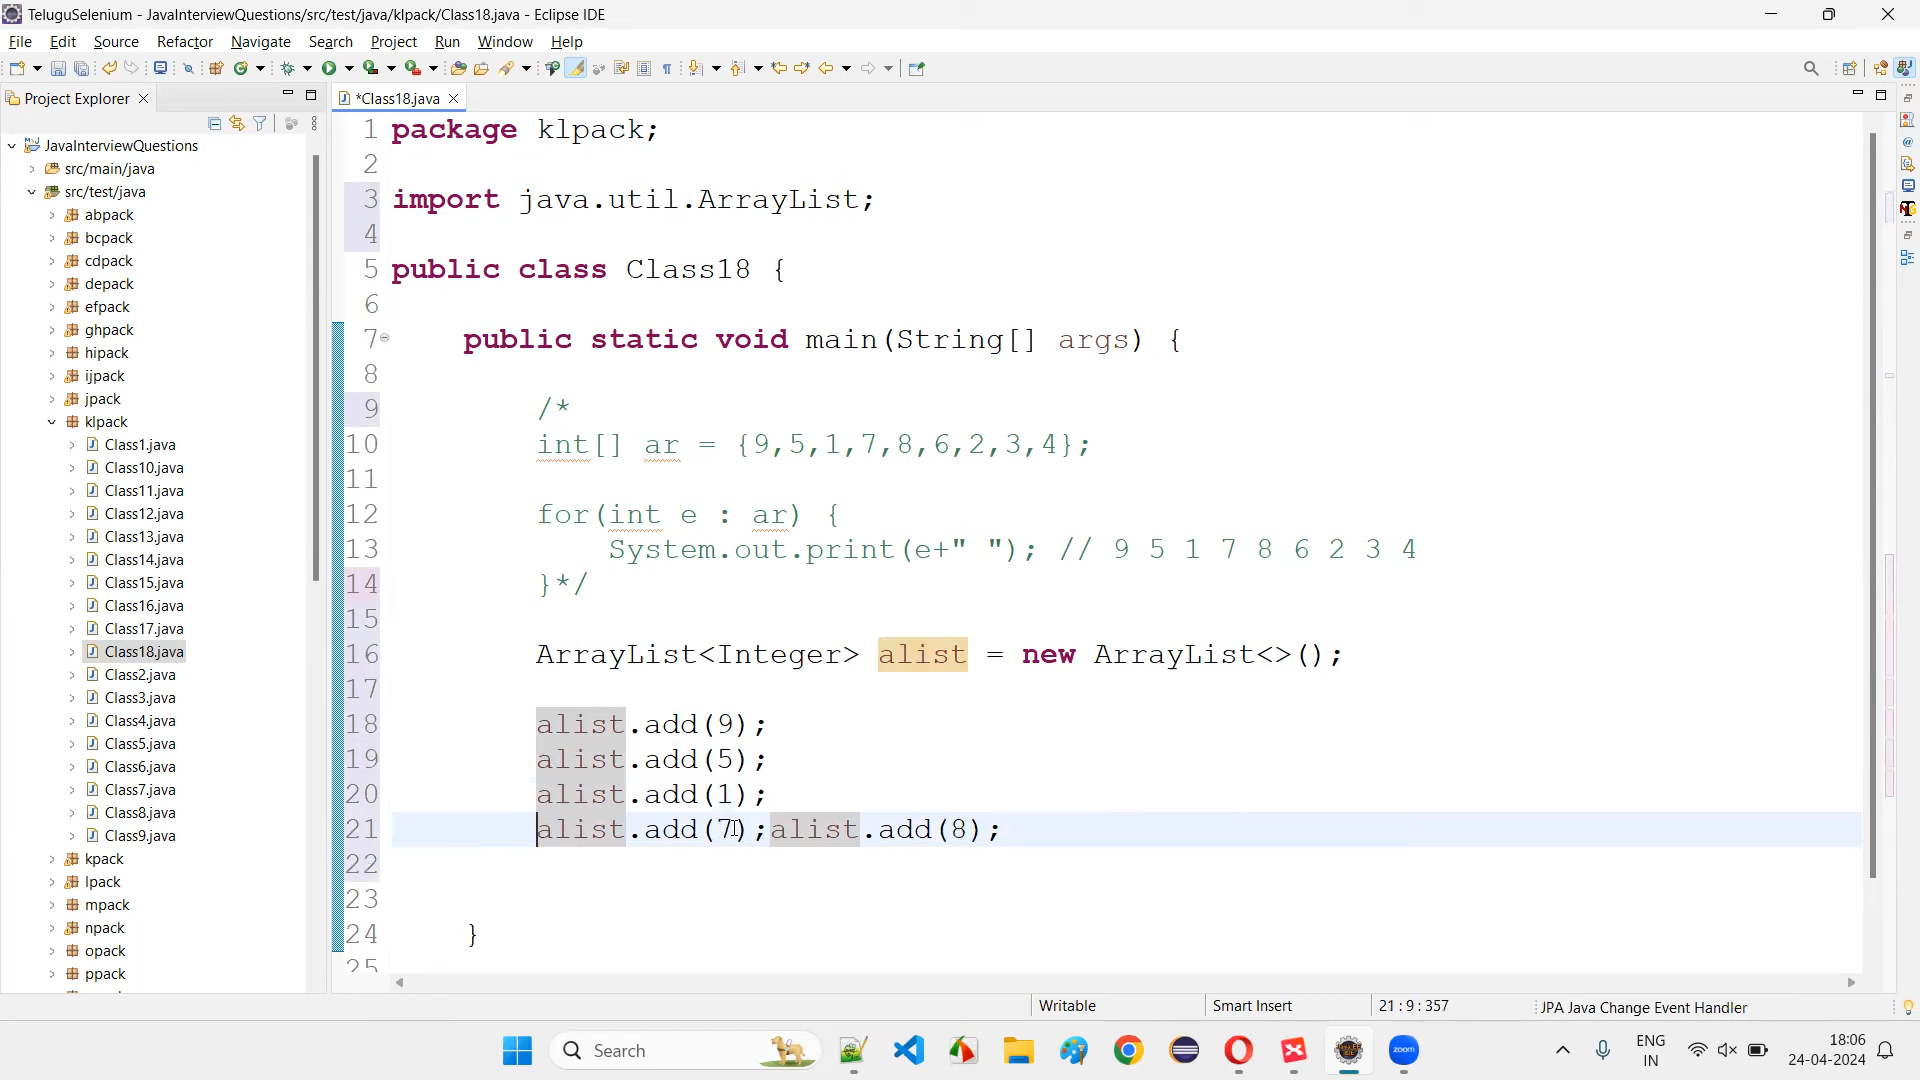 TeluguSelenium - JavaInterviewQuestions/src/test/java/klpack/Class18.java - Eclipse IDE
File Edit Source Refactor Navigate Search Project Run Window Help
Project Explorer
*Class18.java
JavaInterviewQuestions
src/main/java
src/test/java
abpack
bcpack
cdpack
depack
efpack
ghpack
hipack
ijpack
jpack
klpack
Class1.java
Class10.java
Class11.java
Class12.java
Class13.java
Class14.java
Class15.java
Class16.java
Class17.java
Class18.java
Class2.java
Class3.java
Class4.java
Class5.java
Class6.java
Class7.java
Class8.java
Class9.java
kpack
lpack
mpack
npack
opack
ppack
1 package klpack;
2
3 import java.util.ArrayList;
4
5 public class Class18 {
6
7 public static void main(String[] args) {
8
9 /*
10 int[] ar = {9,5,1,7,8,6,2,3,4};
11
12 for(int e : ar) {
13 System.out.print(e+" "); // 9 5 1 7 8 6 2 3 4
14 }*/
15
16 ArrayList<Integer> alist = new ArrayList<>();
17
18 alist.add(9);
19 alist.add(5);
20 alist.add(1);
21 alist.add(7);alist.add(8);
22
23
24 }
25
Writable Smart Insert 21 : 9 : 357 JPA Java Change Event Handler
Search
zoom
ENG
IN
18:06
24-04-2024